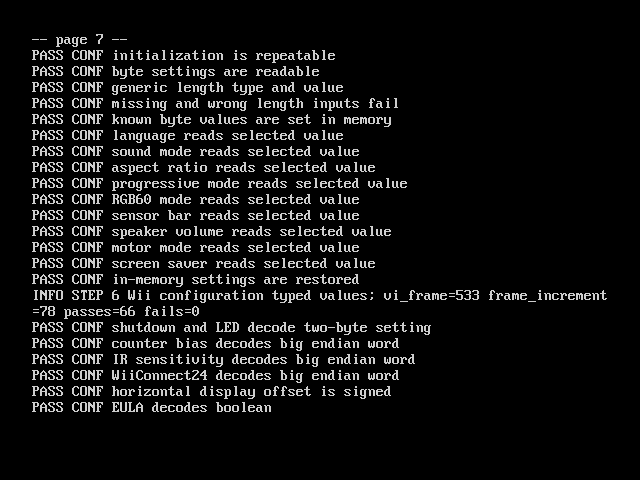 -- page 7 --
PASS CONF initialization is repeatable
PASS CONF byte settings are readable
PASS CONF generic length type and value
PASS CONF missing and wrong length inputs fail
PASS CONF known byte values are set in memory
PASS CONF language reads selected value
PASS CONF sound mode reads selected value
PASS CONF aspect ratio reads selected value
PASS CONF progressive mode reads selected value
PASS CONF RGB60 mode reads selected value
PASS CONF sensor bar reads selected value
PASS CONF speaker volume reads selected value
PASS CONF motor mode reads selected value
PASS CONF screen saver reads selected value
PASS CONF in-memory settings are restored
INFO STEP 6 Wii configuration typed values; vi_frame=533 frame_increment
=78 passes=66 fails=0
PASS CONF shutdown and LED decode two-byte setting
PASS CONF counter bias decodes big endian word
PASS CONF IR sensitivity decodes big endian word
PASS CONF WiiConnect24 decodes big endian word
PASS CONF horizontal display offset is signed
PASS CONF EULA decodes boolean